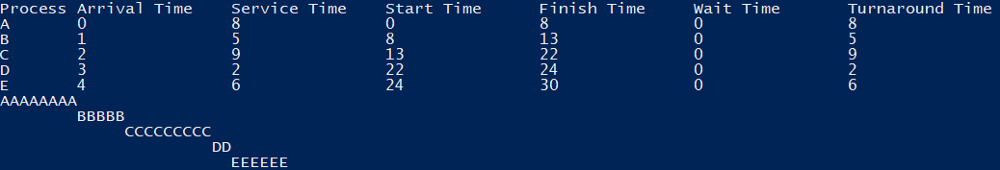 Process Arrival Time    Service Time    Start Time      Finish Time     Wait Time       Turnaround Time
A       0               8               0               8               0               8
B       1               5               8               13              0               5
C       2               9               13              22              0               9
D       3               2               22              24              0               2
E       4               6               24              30              0               6
AAAAAAAA
        BBBBB
             CCCCCCCCC
                      DD
                        EEEEEE